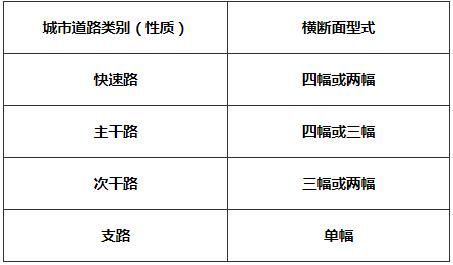 城市道路类别（性质） 横断面型式
快速路 四幅或两幅
主干路 四幅或三幅
次干路 三幅或两幅
支路 单幅